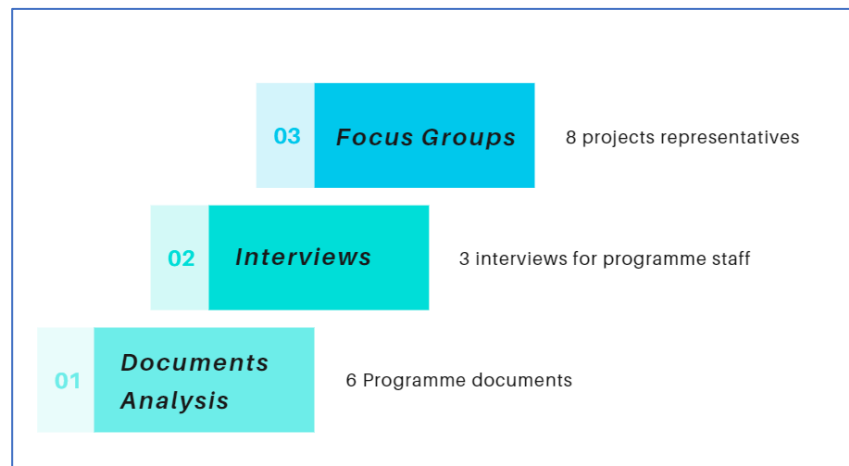 03
Focus Groups
8 projects representatives
02
Interviews
3 interviews for programme staff
01
Documents
Analysis
6 Programme documents